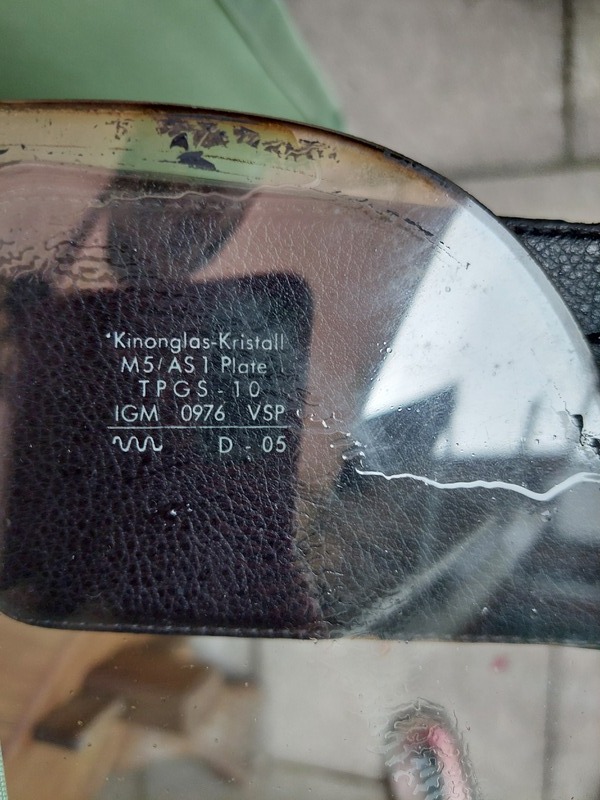 Kinonglas-Kristall
M5/AS1 Plate
TPGS-10
IGM 0976 VSP
D-05